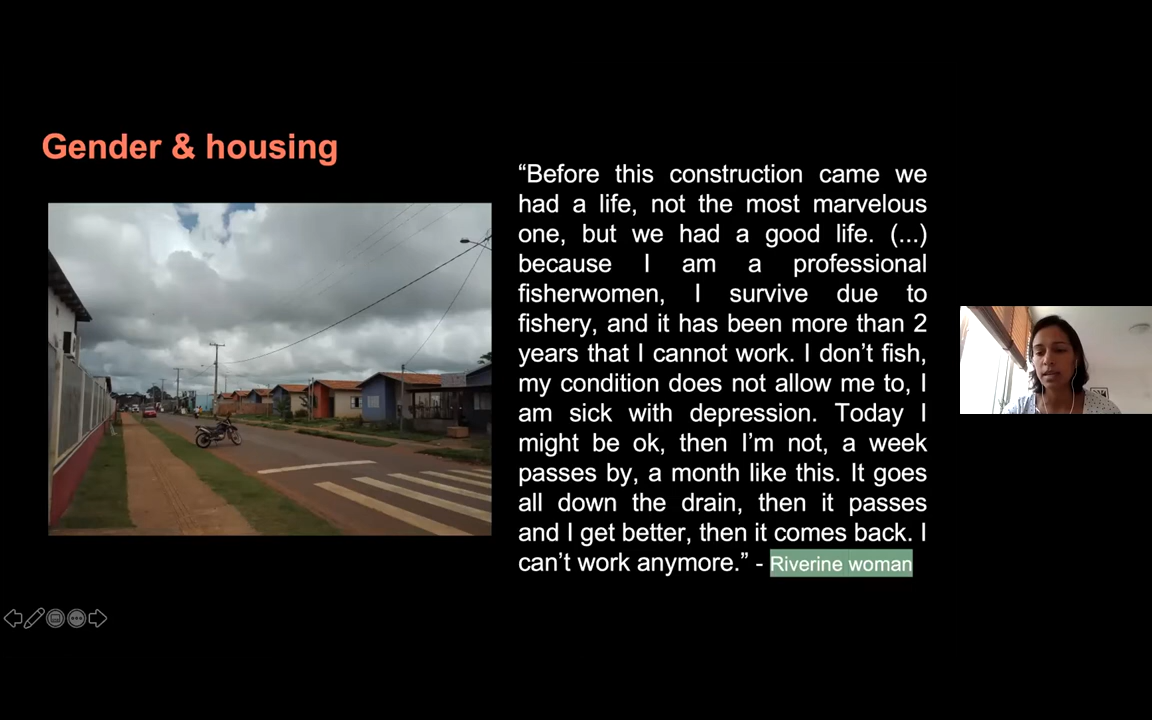 Gender & housing
“Before this construction came we
had a life, not the most marvelous
one, but we had a good life. (...)
because I am a professional
fisherwomen, I survive due to
fishery, and it has been more than 2
years that I cannot work. I don’t fish,
my condition does not allow me to, I
am sick with depression. Today I
might be ok, then I’m not, a week
passes by, a month like this. It goes
all down the drain, then it passes
and I get better, then it comes back. I
can’t work anymore.” - Riverine woman